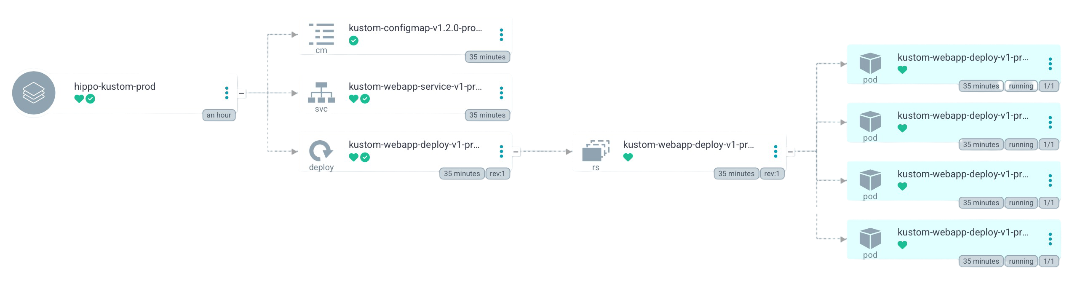 hippo-kustom-prod
an hour
kustom-configmap-v1.2.0-pro...
cm
35 minutes
kustom-webapp-service-v1-pr...
svc
35 minutes
kustom-webapp-deploy-v1-pr...
deploy
35 minutes rev:1
kustom-webapp-deploy-v1-pr...
rs
35 minutes rev:1
kustom-webapp-deploy-v1-pr...
pod
35 minutes running 1/1
kustom-webapp-deploy-v1-pr...
pod
35 minutes running 1/1
kustom-webapp-deploy-v1-pr...
pod
35 minutes running 1/1
kustom-webapp-deploy-v1-pr...
pod
35 minutes running 1/1